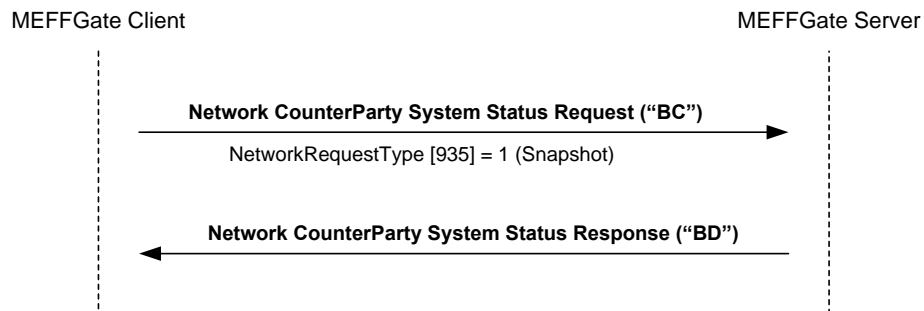 MEFFGate Client
MEFFGate Server
Network CounterParty System Status Request (“BC”)
NetworkRequestType [935] = 1 (Snapshot)
Network CounterParty System Status Response (“BD”)